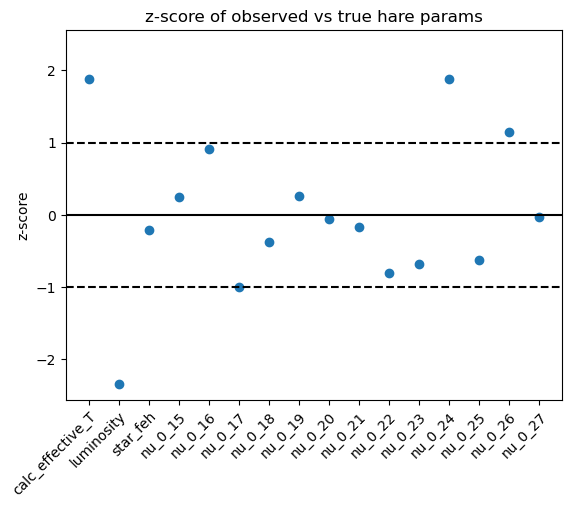 z-score of observed vs true hare params
z-score
2
1
0
−1
−2
calc_effective_T
luminosity
star_feh
nu_0_15
nu_0_16
nu_0_17
nu_0_18
nu_0_19
nu_0_20
nu_0_21
nu_0_22
nu_0_23
nu_0_24
nu_0_25
nu_0_26
nu_0_27